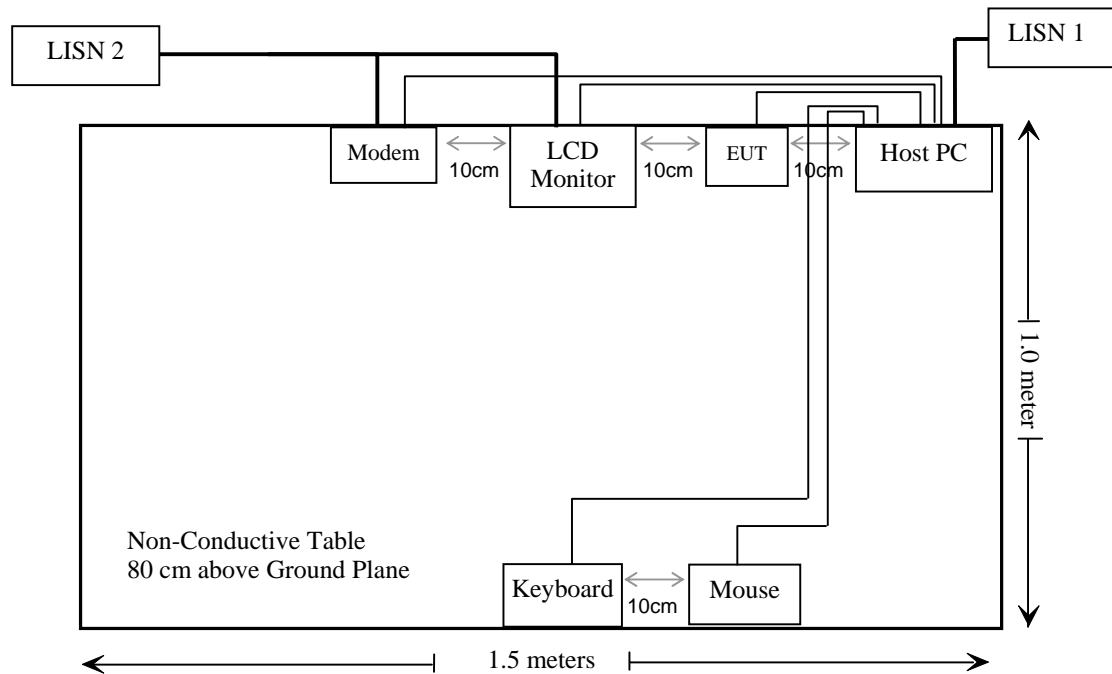 LISN 2
LISN 1
Modem
10cm
LCD
Monitor
10cm
EUT
10cm
Host PC
1.0 meter
Non-Conductive Table
80 cm above Ground Plane
Keyboard
10cm
Mouse
1.5 meters